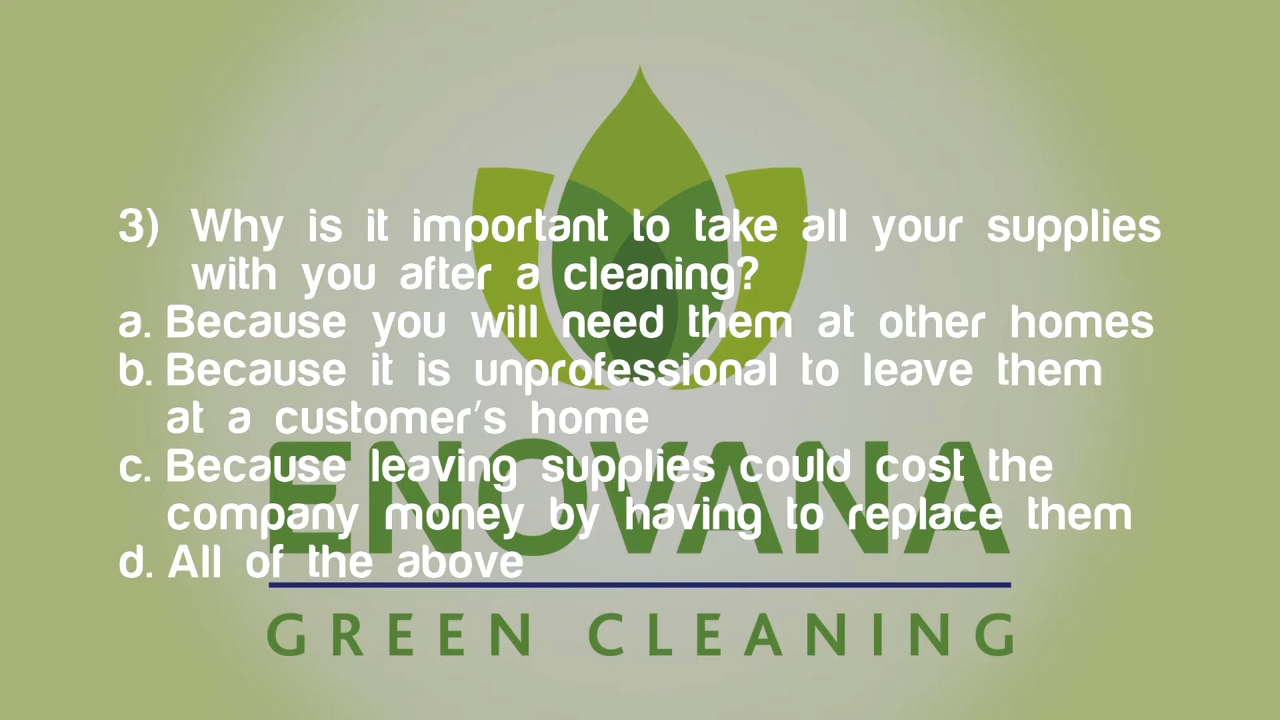 3) Why is it important to take all your supplies
with you after a cleaning?
a. Because you will need them at other homes
b. Because it is unprofessional to leave them
at a customer's home
c. Because leaving supplies could cost the
company money by having to replace them
d. All of the above
ENOVANA
GREEN CLEANING